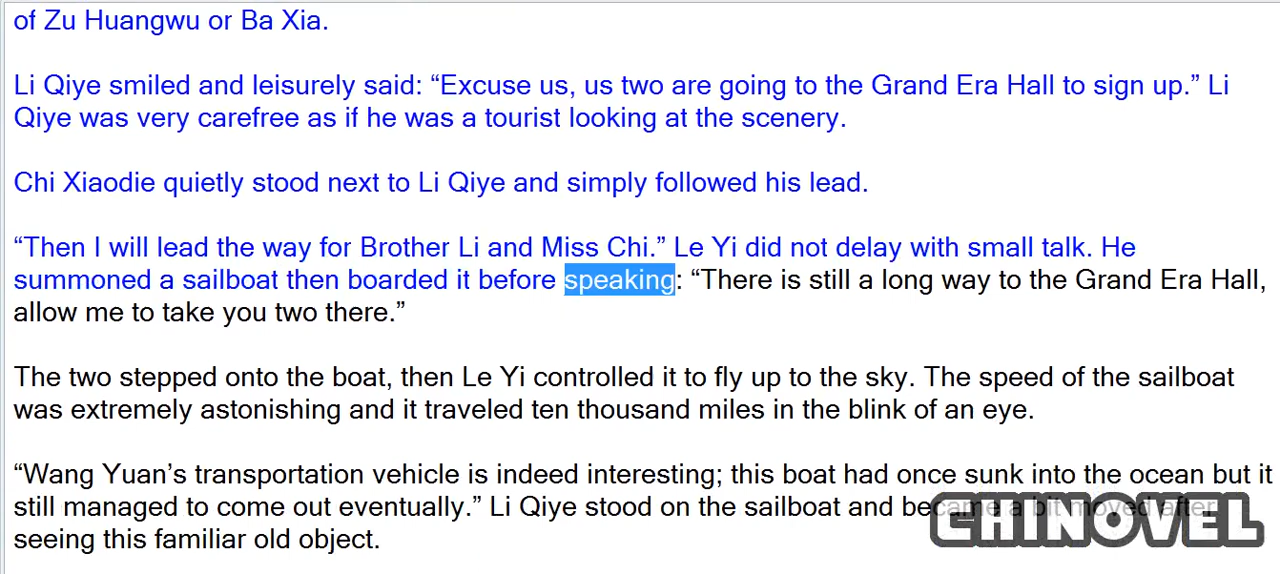 of Zu Huangwu or Ba Xia.
Li Qiye smiled and leisurely said: “Excuse us, us two are going to the Grand Era Hall to sign up.” Li
Qiye was very carefree as if he was a tourist looking at the scenery.
Chi Xiaodie quietly stood next to Li Qiye and simply followed his lead.
“Then I will lead the way for Brother Li and Miss Chi.” Le Yi did not delay with small talk. He
summoned a sailboat then boarded it before speaking: “There is still a long way to the Grand Era Hall,
allow me to take you two there.”
The two stepped onto the boat, then Le Yi controlled it to fly up to the sky. The speed of the sailboat
was extremely astonishing and it traveled ten thousand miles in the blink of an eye.
“Wang Yuan’s transportation vehicle is indeed interesting; this boat had once sunk into the ocean but it
still managed to come out eventually.” Li Qiye stood on the sailboat and became a bit moved after
seeing this familiar old object.
CHINOVEL